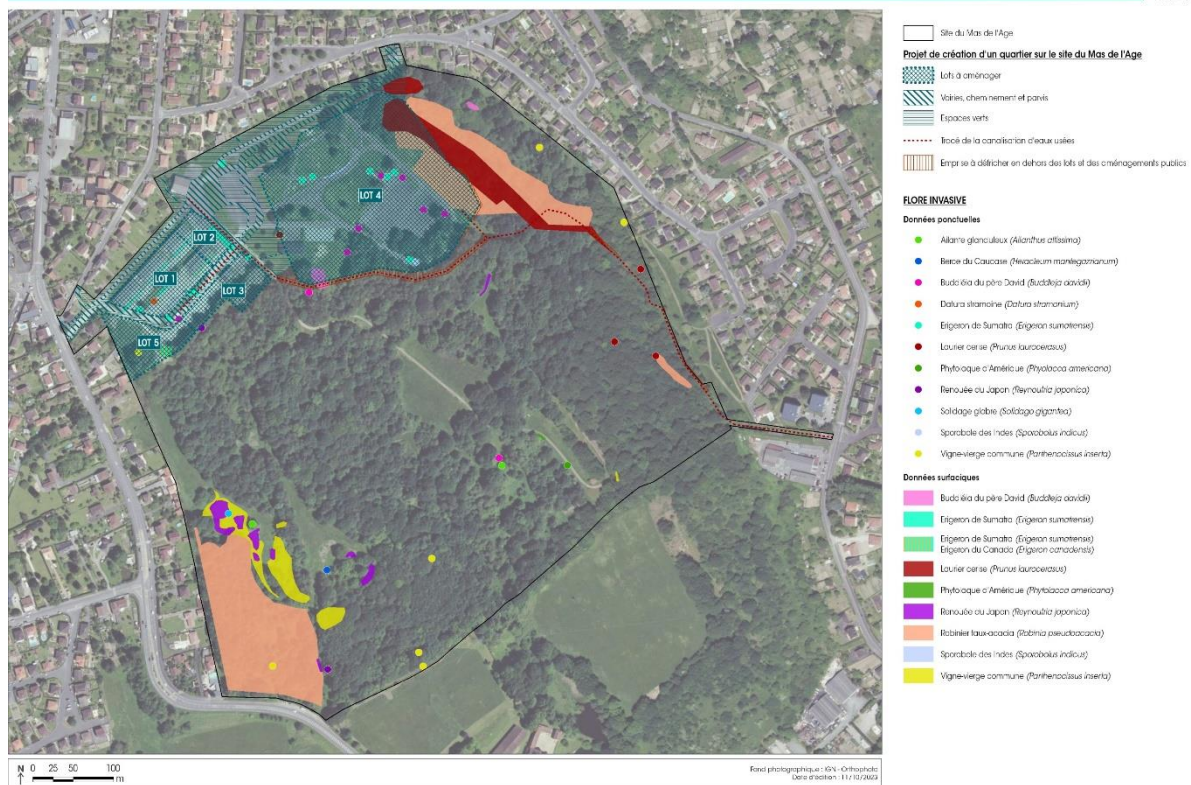 Site du Mas de l'Age
Projet de création d'un quartier sur le site du Mas de l'Age
Lots à aménager
Voiries, cheminement et parvis
Espaces verts
Tracé de la canalisation d'eaux usées
Emprise à défricher en dehors des lots et des aménagements publics
FLORE INVASIVE
Données ponctuelles
Ailante glanduleux (Ailanthus altissima)
Berce du Caucase (Heracleum mantegazzianum)
Buddléia du père David (Buddleja davidii)
Datura stramoine (Datura stramonium)
Erigeron de Sumatra (Erigeron sumatrensis)
Laurier cerise (Prunus laurocerasus)
Phytolaque d'Amérique (Phytolacca americana)
Renouée du Japon (Reynoutria japonica)
Solidage glabre (Solidago gigantea)
Sporobole des Indes (Sporobolus indicus)
Vigne-vierge commune (Parthenocissus inserta)
Données surfaciques
Buddléia du père David (Buddleja davidii)
Erigeron de Sumatra (Erigeron sumatrensis)
Erigeron de Sumatra (Erigeron sumatrensis)
Erigeron du Canada (Erigeron canadensis)
Laurier cerise (Prunus laurocerasus)
Phytolaque d'Amérique (Phytolacca americana)
Renouée du Japon (Reynoutria japonica)
Robinier faux-acacia (Robinia pseudoacacia)
Sporobole des Indes (Sporobolus indicus)
Vigne-vierge commune (Parthenocissus inserta)
LOT 4
LOT 2
LOT 1
LOT 3
LOT 5
N 0 25 50 100
m
Fond photographique : IGN - Orthophoto
Date d'édition : 11/10/2023